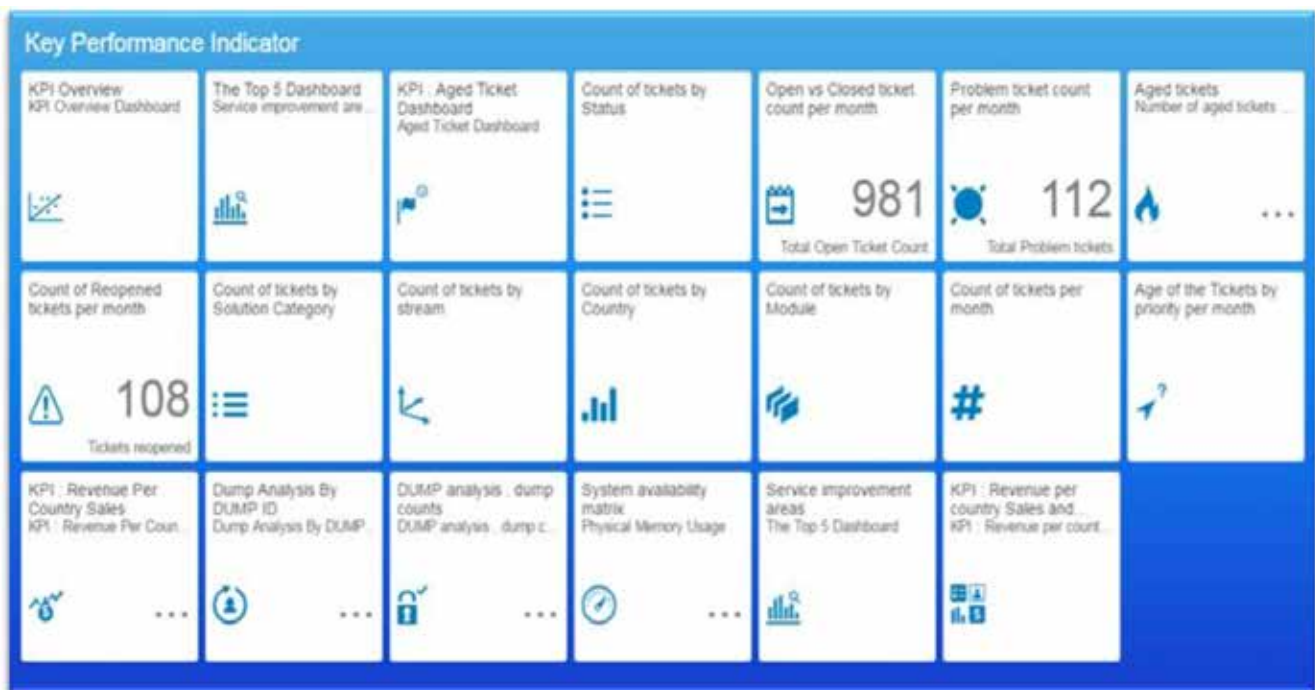 Key Performance Indicator
KPI Overview
KPI Overview Dashboard
The Top 5 Dashboard
Service improvement are...
KPI : Aged Ticket
Dashboard
Aged Ticket Dashboard
Count of tickets by
Status
Open vs Closed ticket
count per month
981
Total Open Ticket Count
Problem ticket count
per month
112
Total Problem tickets
Aged tickets
Number of aged tickets ...
...
Count of Reopened
tickets per month
108
Tickets reopened
Count of tickets by
Solution Category
Count of tickets by
stream
Count of tickets by
Country
Count of tickets by
Module
Count of tickets per
month
#
Age of the Tickets by
priority per month
KPI : Revenue Per
Country Sales
KPI : Revenue Per Coun...
...
Dump Analysis By
DUMP ID
Dump Analysis By DUMP
...
DUMP analysis . dump
counts
DUMP analysis . dump c...
...
System availability
matrix
Physical Memory Usage
...
Service improvement
areas
The Top 5 Dashboard
KPI : Revenue per
country Sales and...
KPI : Revenue per count...